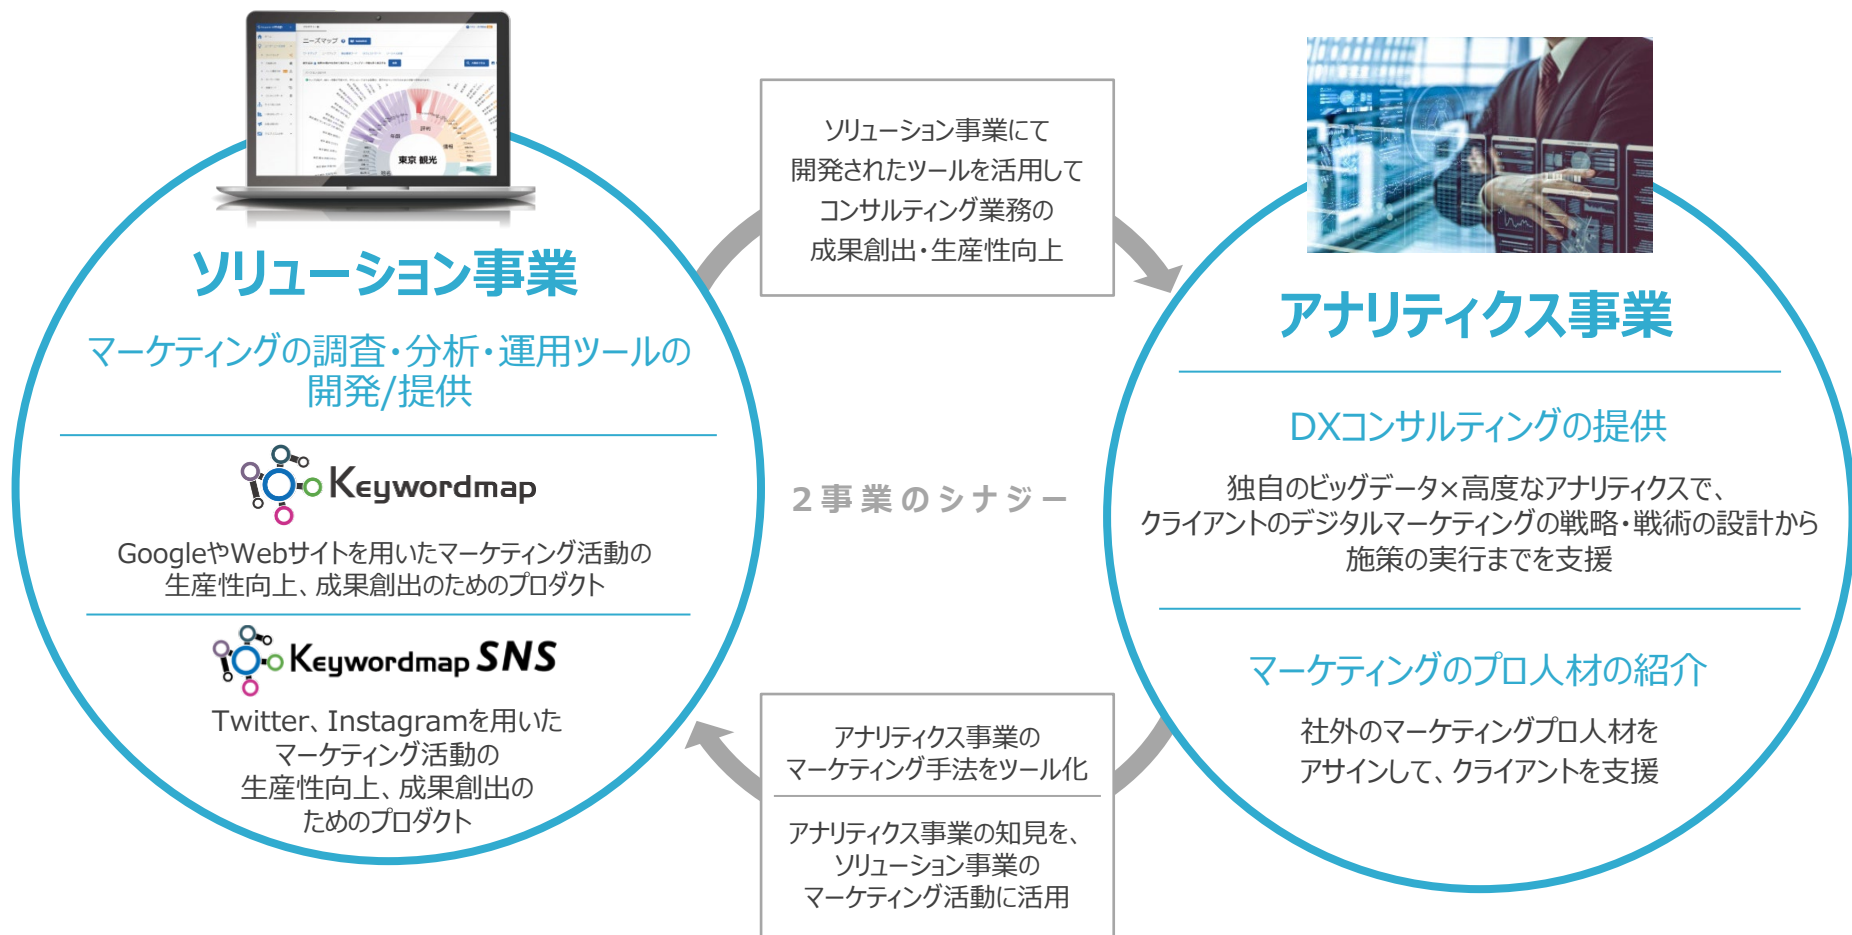 ニーズマップ
東京 観光
ソリューション事業
マーケティングの調査・分析・運用ツールの
開発/提供
Keywordmap
GoogleやWebサイトを用いたマーケティング活動の
生産性向上、成果創出のためのプロダクト
Keywordmap SNS
Twitter、Instagramを用いた
マーケティング活動の
生産性向上、成果創出の
ためのプロダクト
ソリューション事業にて
開発されたツールを活用して
コンサルティング業務の
成果創出・生産性向上
2事業のシナジー
アナリティクス事業の
マーケティング手法をツール化
アナリティクス事業の知見を、
ソリューション事業の
マーケティング活動に活用
アナリティクス事業
DXコンサルティングの提供
独自のビッグデータ×高度なアナリティクスで、
クライアントのデジタルマーケティングの戦略・戦術の設計から
施策の実行までを支援
マーケティングのプロ人材の紹介
社外のマーケティングプロ人材を
アサインして、クライアントを支援